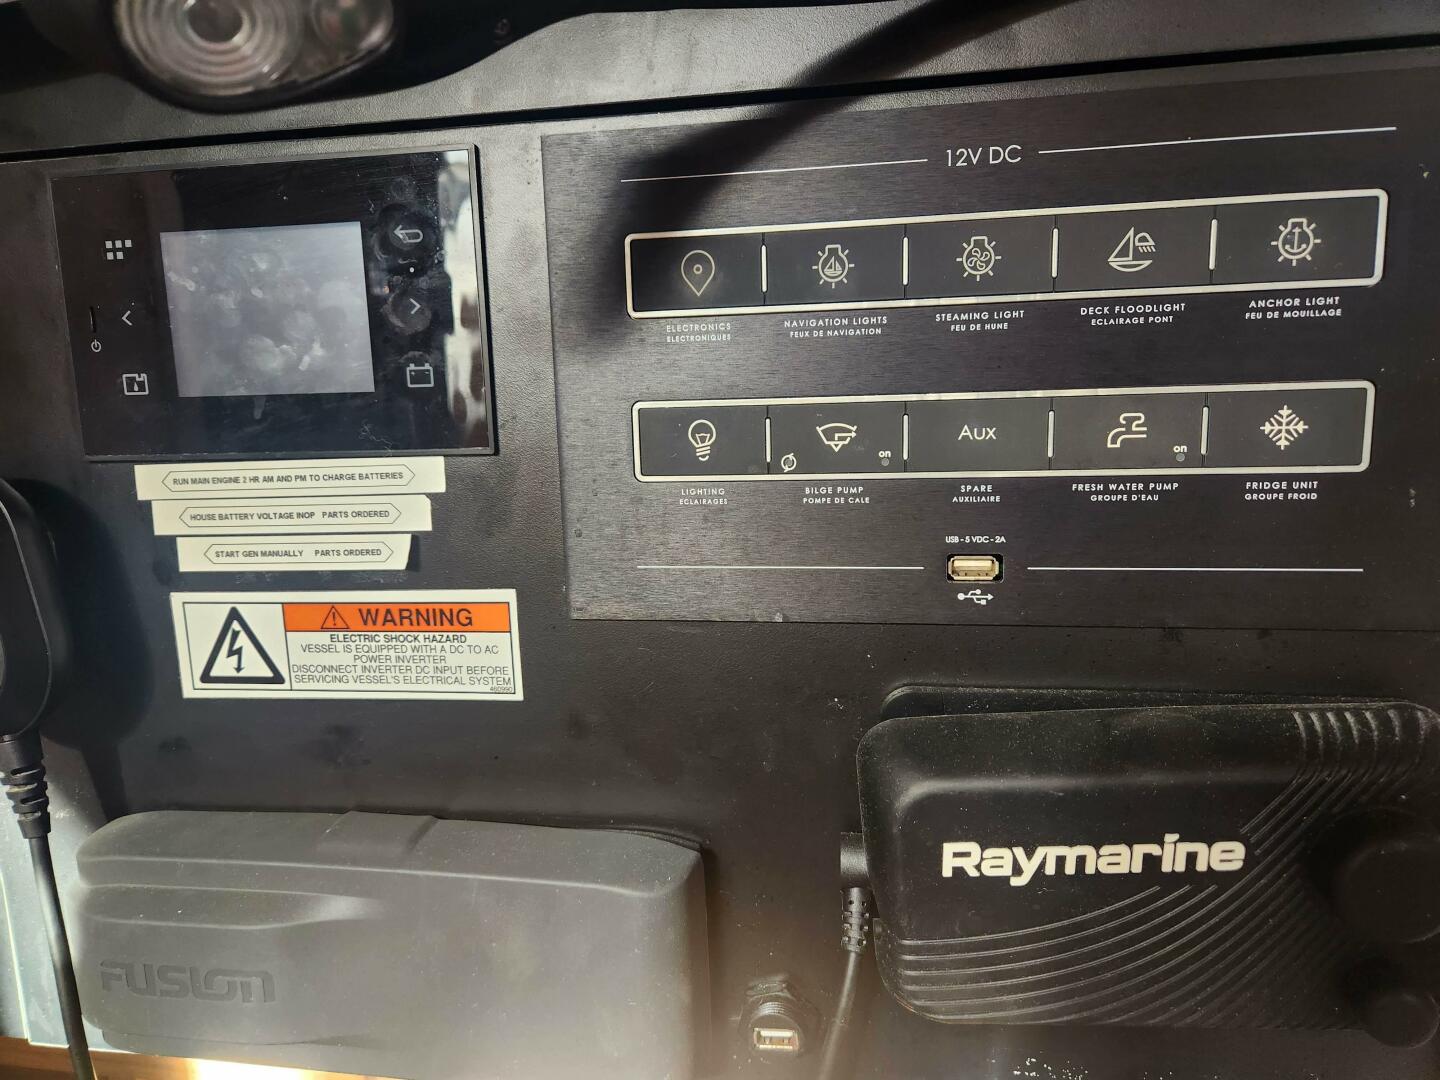 12V DC
ELECTRONICS
ELECTRONIQUES
NAVIGATION LIGHTS
FEUX DE NAVIGATION
STEAMING LIGHT
FEU DE HUNE
DECK FLOODLIGHT
ECLAIRAGE PONT
ANCHOR LIGHT
FEU DE MOUILLAGE
on
Aux
on
LIGHTING
ECLAIRAGES
BILGE PUMP
POMPE DE CALE
SPARE
AUXILIAIRE
FRESH WATER PUMP
GROUPE D'EAU
FRIDGE UNIT
GROUPE FROID
USB - 5 VDC - 2A
RUN MAIN ENGINE 2 HR AM AND PM TO CHARGE BATTERIES
HOUSE BATTERY VOLTAGE INOP PARTS ORDERED
START GEN MANUALLY PARTS ORDERED
WARNING
ELECTRIC SHOCK HAZARD
VESSEL IS EQUIPPED WITH A DC TO AC
POWER INVERTER
DISCONNECT INVERTER DC INPUT BEFORE
SERVICING VESSEL'S ELECTRICAL SYSTEM
460990
Raymarine
FUSION